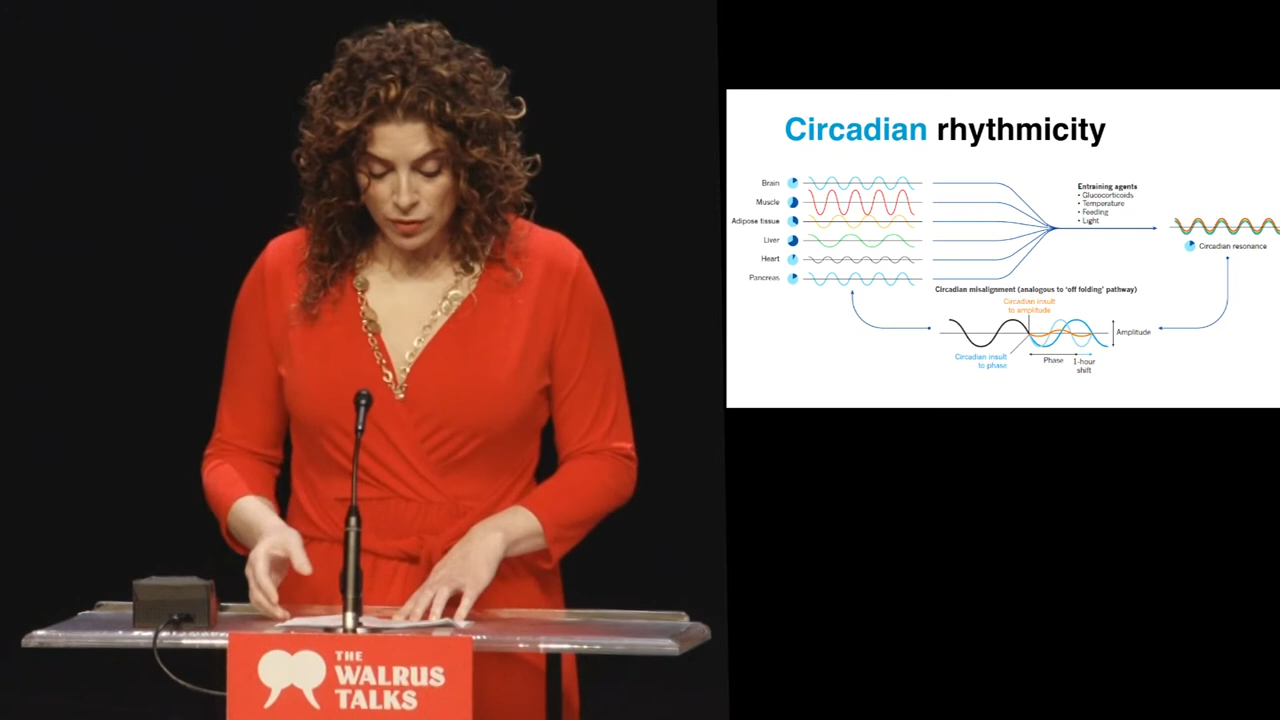 THE
WALRUS
TALKS
Circadian rhythmicity
Brain
Muscle
Adipose tissue
Liver
Heart
Pancreas
Entraining agents
• Glucocorticoids
• Temperature
• Feeding
• Light
Circadian resonance
Circadian misalignment (analogous to ‘off folding’ pathway)
Circadian insult
to amplitude
Amplitude
Circadian insult
to phase
Phase
1-hour
shift